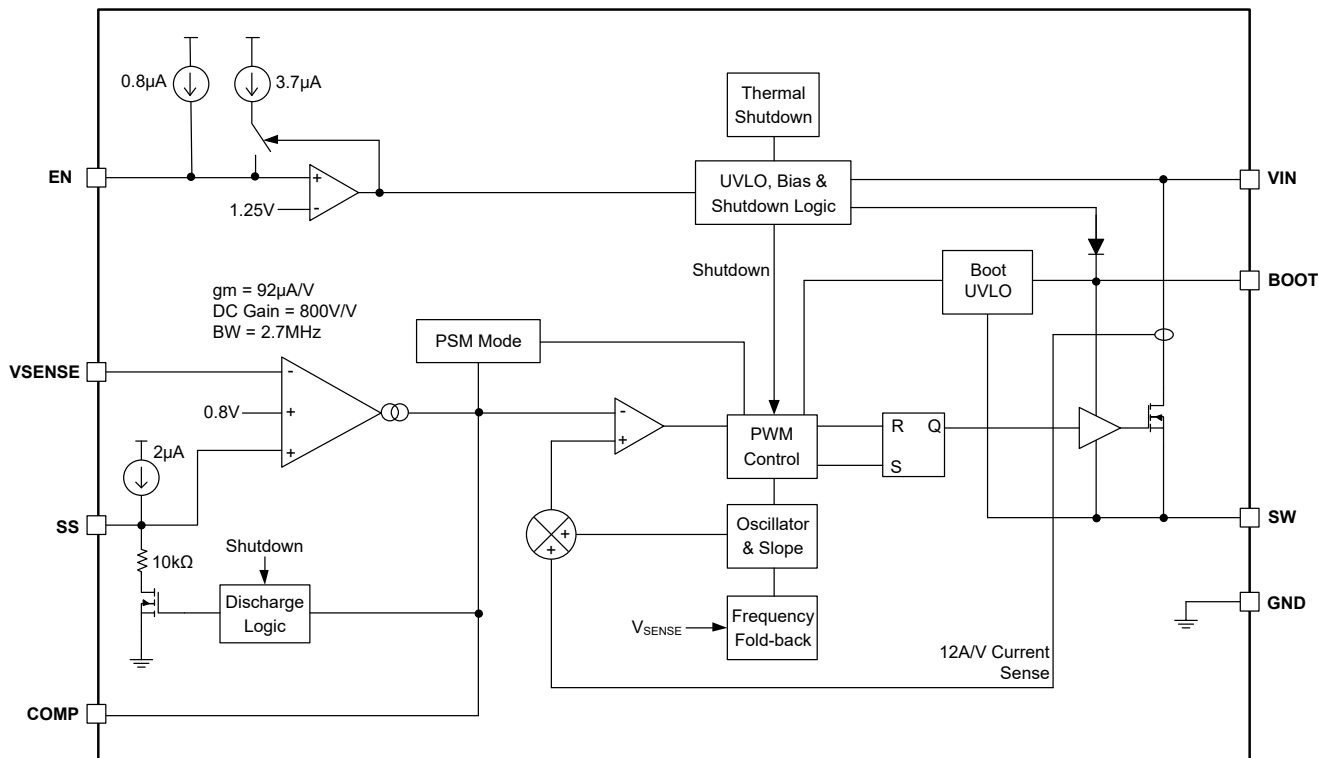 0.8µA
3.7µA
Thermal
Shutdown
EN
+
1.25V
-
UVLO, Bias &
Shutdown Logic
VIN
Shutdown
Boot
UVLO
BOOT
gm = 92µA/V
DC Gain = 800V/V
BW = 2.7MHz
PSM Mode
VSENSE
-
0.8V
+
+
-
+
PWM
Control
R
Q
S
2µA
SS
SW
Oscillator
& Slope
+
+
10kΩ
Shutdown
Discharge
Logic
VSENSE
Frequency
Fold-back
GND
12A/V Current
Sense
COMP